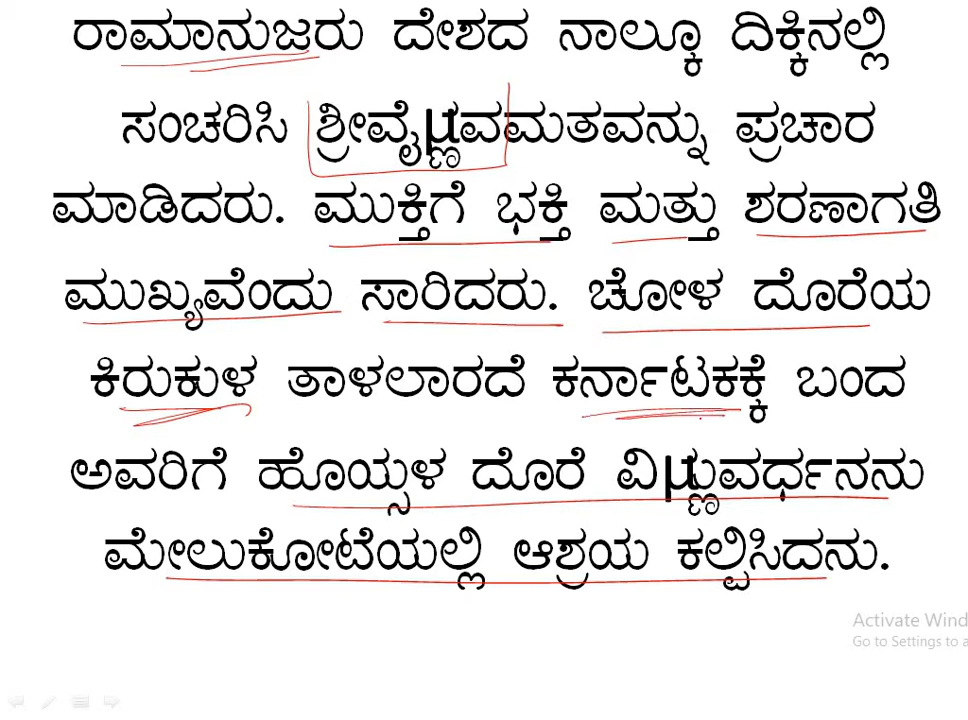 ರಾಮಾನುಜರು ದೇಶದ ನಾಲ್ಕೂ ದಿಕ್ಕಿನಲ್ಲಿ
ಸಂಚರಿಸಿ ಶ್ರೀವೈµ್ಣವಮತವನ್ನು ಪ್ರಚಾರ
ಮಾಡಿದರು. ಮುಕ್ತಿಗೆ ಭಕ್ತಿ ಮತ್ತು ಶರಣಾಗತಿ
ಮುಖ್ಯವೆಂದು ಸಾರಿದರು. ಚೋಳ ದೊರೆಯ
ಕಿರುಕುಳ ತಾಳಲಾರದೆ ಕರ್ನಾಟಕಕ್ಕೆ ಬಂದ
ಅವರಿಗೆ ಹೊಯ್ಸಳ ದೊರೆ ವಿµ್ಣುವರ್ಧನನು
ಮೇಲುಕೋಟೆಯಲ್ಲಿ ಆಶ್ರಯ ಕಲ್ಪಿಸಿದನು.
Activate Wind
Go to Settings to a